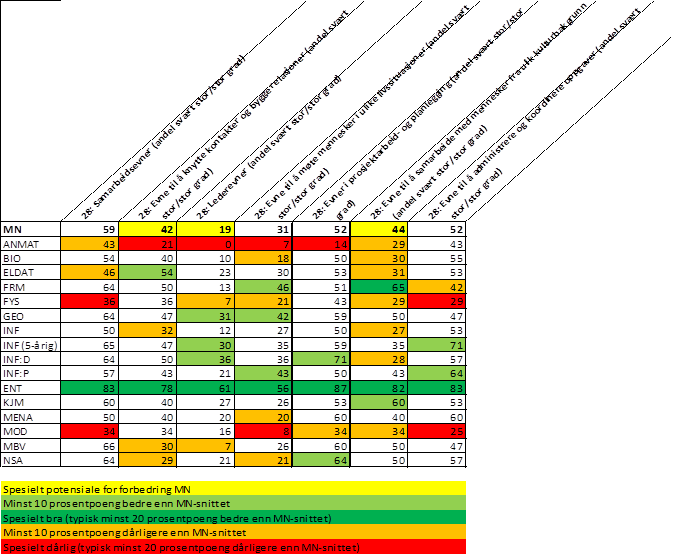 28: Samarbeidsevner (andel svært stor/stor grad)
28: Evne til å knytte kontakter og bygge relasjoner (andel svært
stor/stor grad)
28: Lederevner (andel svært stor/stor grad)
28: Evne til å møte mennesker i ulike livssituasjoner (andel svært
stor/stor grad)
28: Evner i prosjektarbeid- og planlegging (andel svært stor/stor
grad)
28: Evne til å samarbeide med mennesker fra ulik kulturbakgrunn
(andel svært stor/stor grad)
28: Evne til å administrere og koordinere oppgaver (andel svært
stor/stor grad)
MN 59 42 19 31 52 44 52
ANMAT 43 21 0 7 14 29 43
BIO 54 40 10 18 50 30 55
ELDAT 46 54 23 30 53 31 53
FRM 64 50 13 46 51 65 42
FYS 36 36 7 21 43 29 29
GEO 64 47 31 42 59 50 47
INF 50 32 12 27 50 27 53
INF (5-årig) 65 47 30 35 59 35 71
INF:D 64 50 36 36 71 28 57
INF:P 57 43 21 43 50 43 64
ENT 83 78 61 56 87 82 83
KJM 60 40 27 26 53 60 53
MENA 50 40 20 20 60 40 60
MOD 34 34 16 8 34 34 25
MBV 66 30 7 26 60 50 47
NSA 64 29 21 21 64 50 57
Spesielt potensiale for forbedring MN
Minst 10 prosentpoeng bedre enn MN-snittet
Spesielt bra (typisk minst 20 prosentpoeng bedre enn MN-snittet)
Minst 10 prosentpoeng dårligere enn MN-snittet
Spesielt dårlig (typisk minst 20 prosentpoeng dårligere enn MN-snittet)